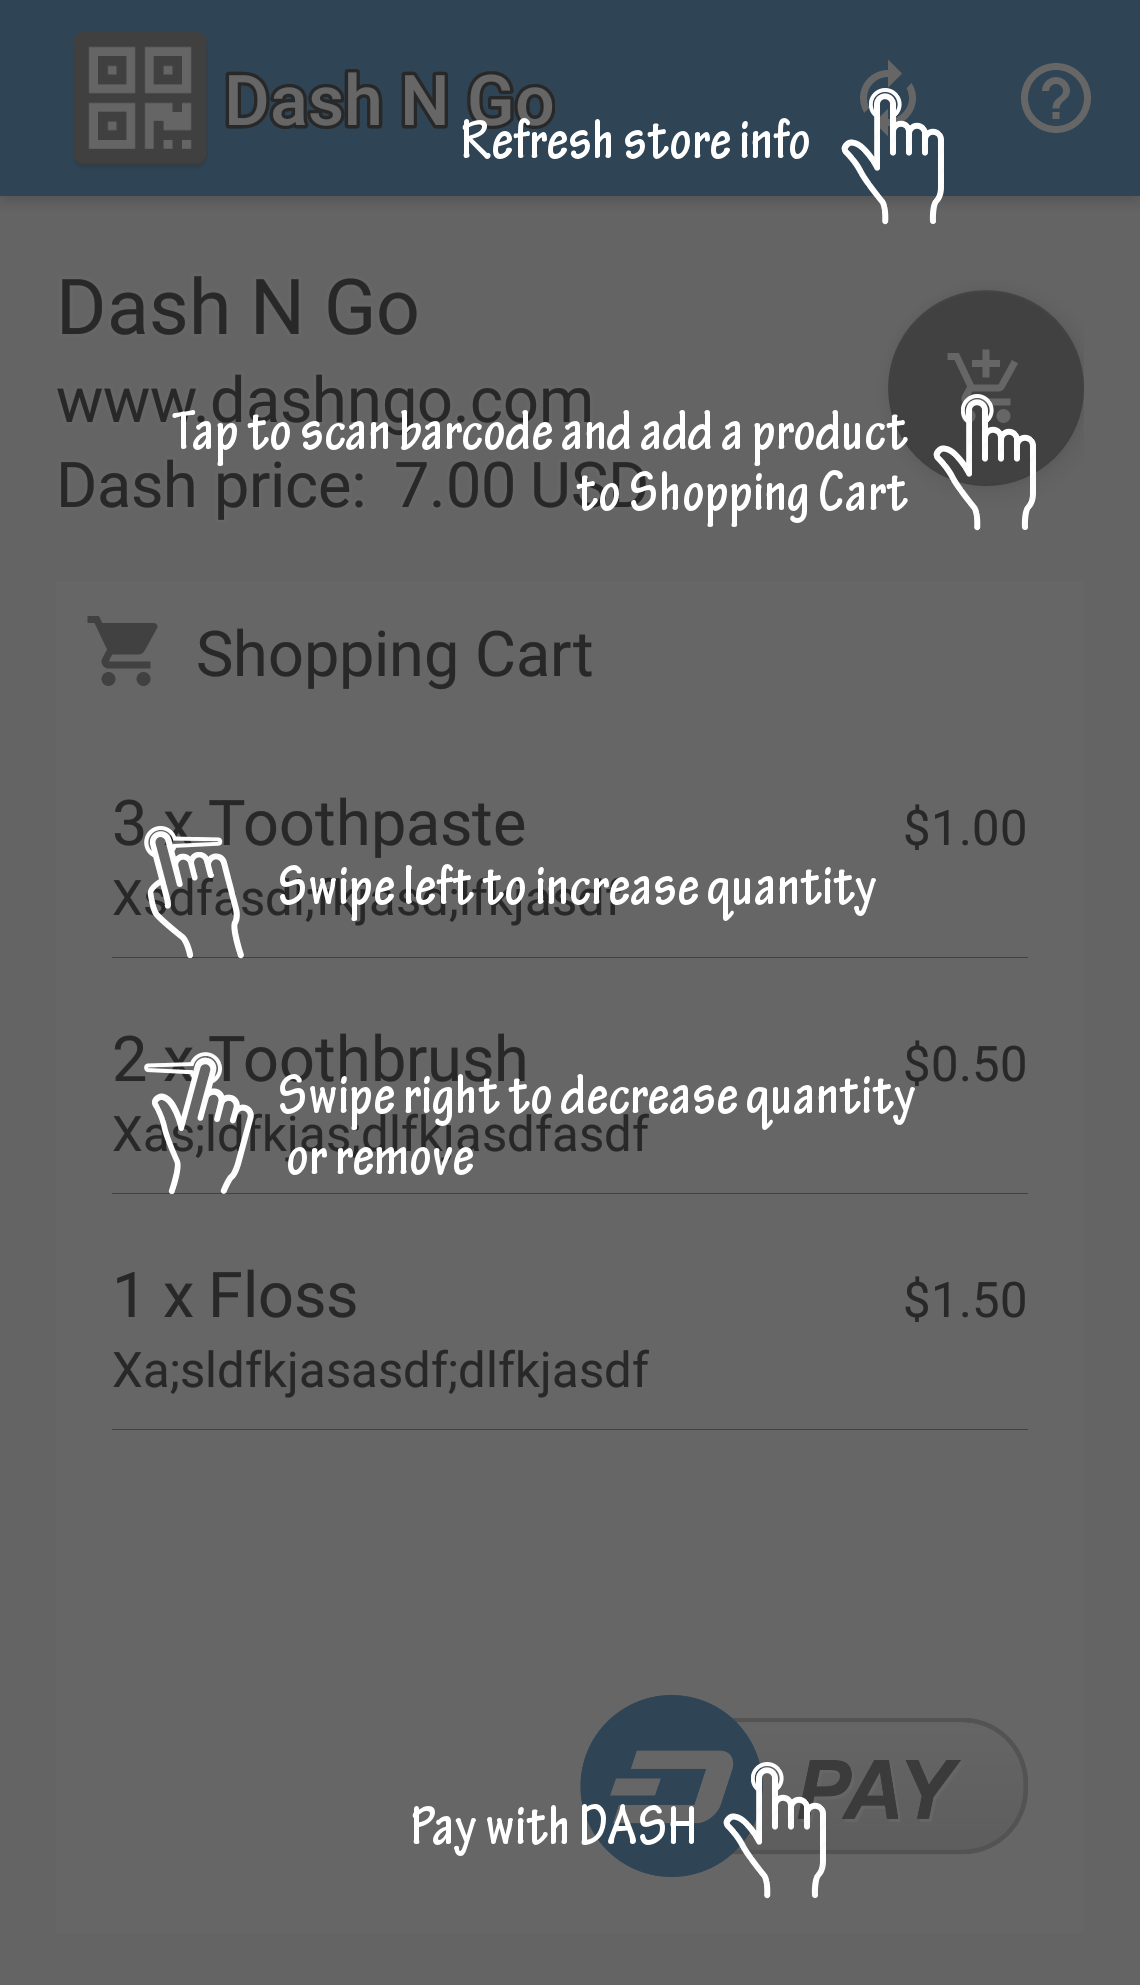 Dash N Go
Refresh store info
Dash N Go
www.dashngo.com
Tap to scan barcode and add a product
to Shopping Cart
Dash price: 7.00 USD
Shopping Cart
3 x Toothpaste
$1.00
Swipe left to increase quantity
2 x Toothbrush
$0.50
Swipe right to decrease quantity
or remove
Xas;ldfkjas;dlfkjasdfasdf
1 x Floss
$1.50
Xa;sldfkjasasdf;dlfkjasdf
PAY
Pay with DASH